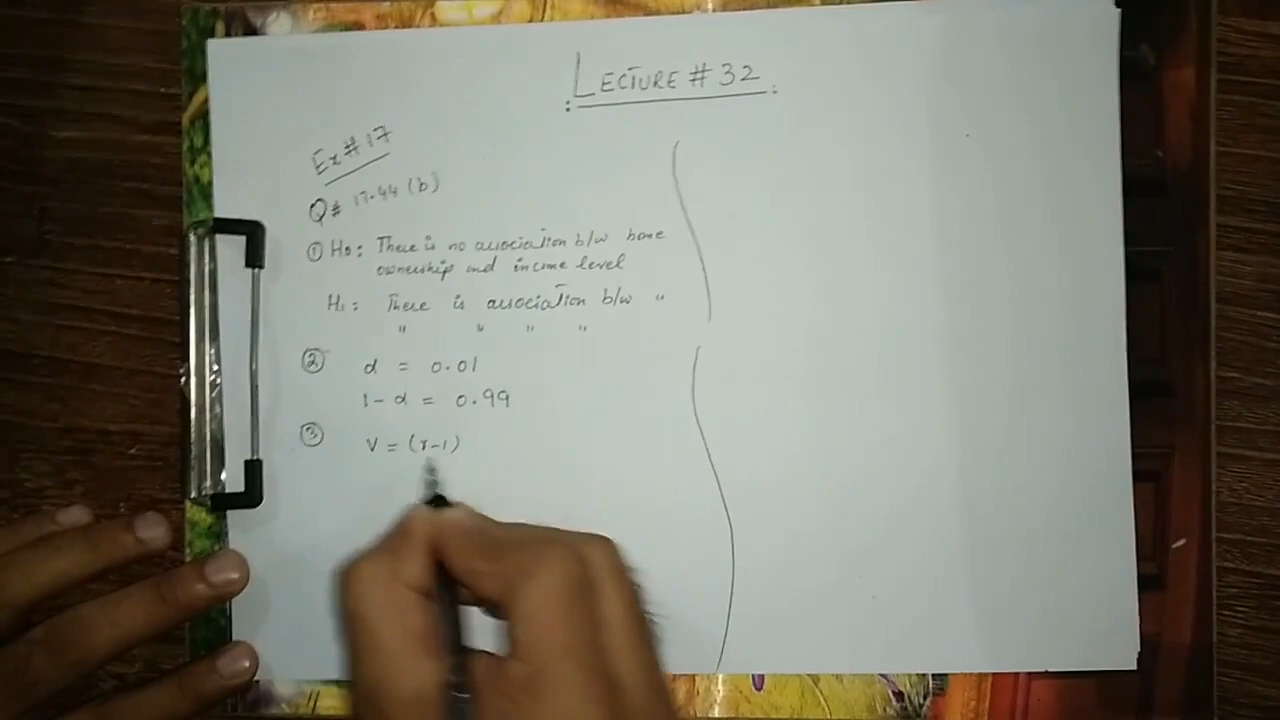 LECTURE # 32
Ex # 17
Q# 17.44 (b)
① H0: There is no association b/w home
ownership and income level
H1: There is association b/w "
" " " "
② α = 0.01
1 - α = 0.99
③ V = (r-1)